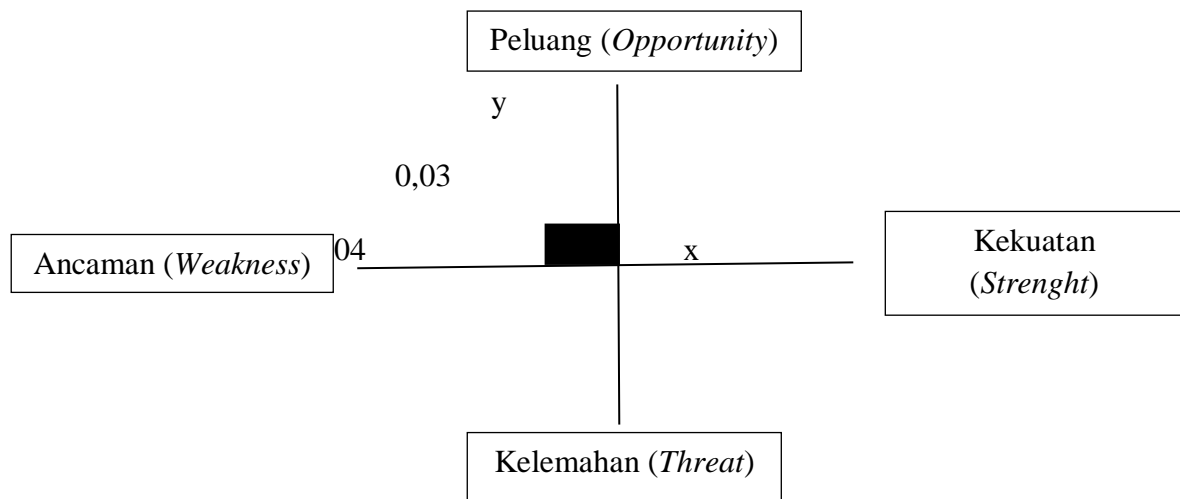 Peluang (Opportunity)
y
0,03
Ancaman (Weakness)
04
x
Kekuatan
(Strenght)
Kelemahan (Threat)